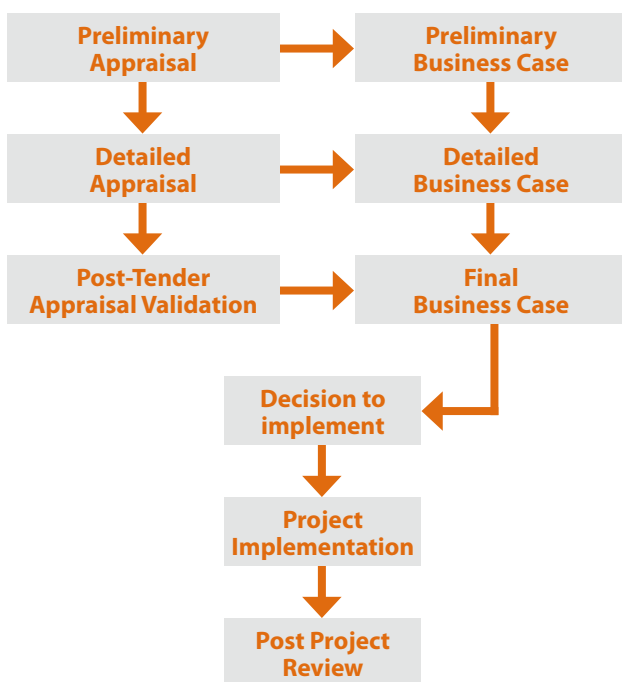 Preliminary
Appraisal
Preliminary
Business Case
Detailed
Appraisal
Detailed
Business Case
Post-Tender
Appraisal Validation
Final
Business Case
Decision to
implement
Project
Implementation
Post Project
Review